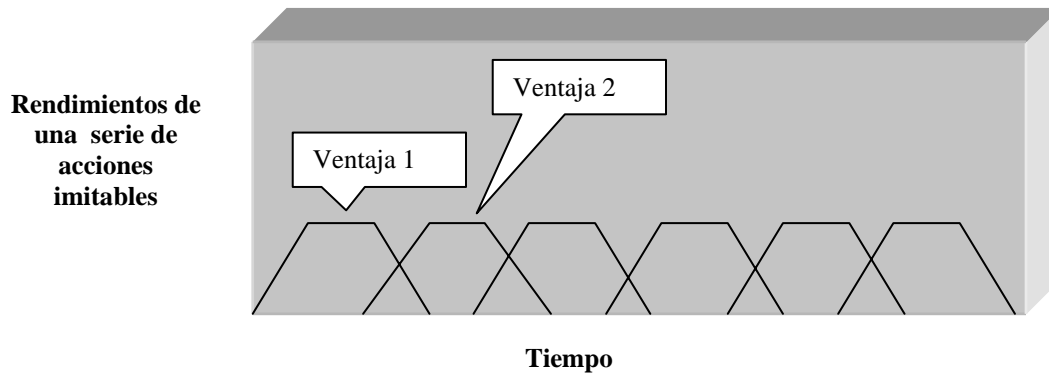 Rendimientos de
una serie de
acciones
imitables
Ventaja 2
Ventaja 1
Tiempo